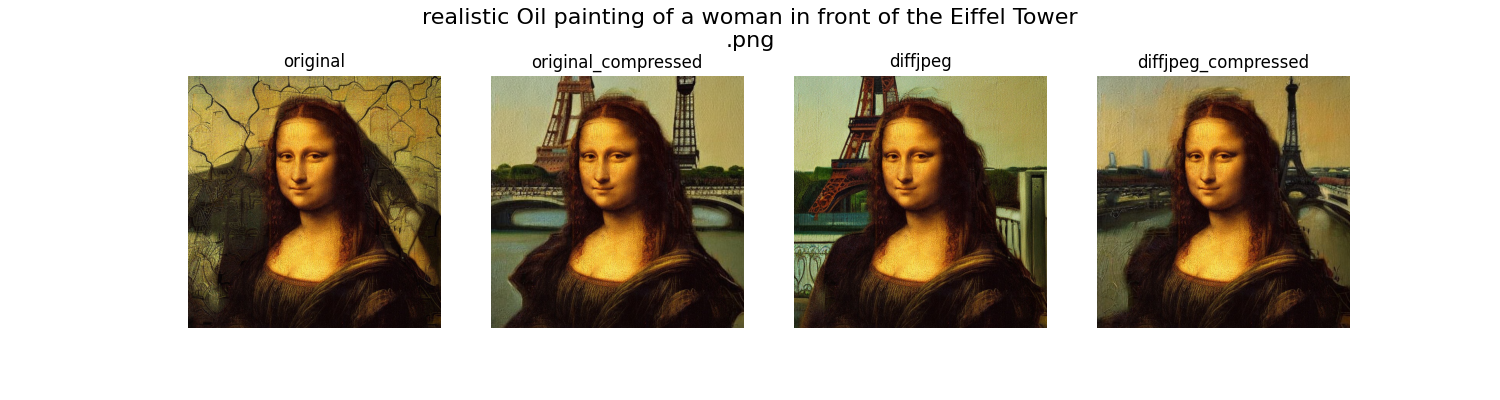 realistic Oil painting of a woman in front of the Eiffel Tower
.png
original
original_compressed
diffjpeg
diffjpeg_compressed